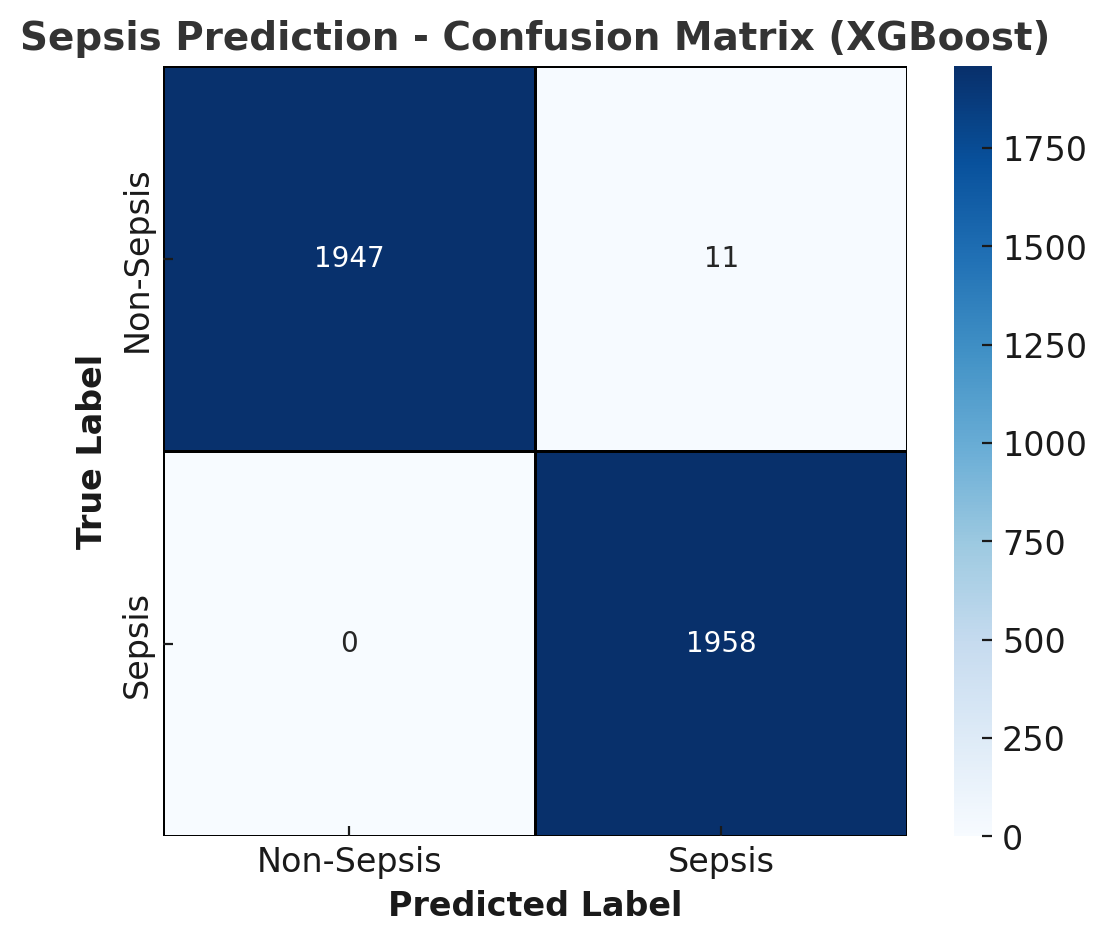 Sepsis Prediction - Confusion Matrix (XGBoost)
True Label
Non-Sepsis
Sepsis
1947
11
0
1958
Non-Sepsis
Sepsis
Predicted Label
1750
1500
1250
1000
750
500
250
0